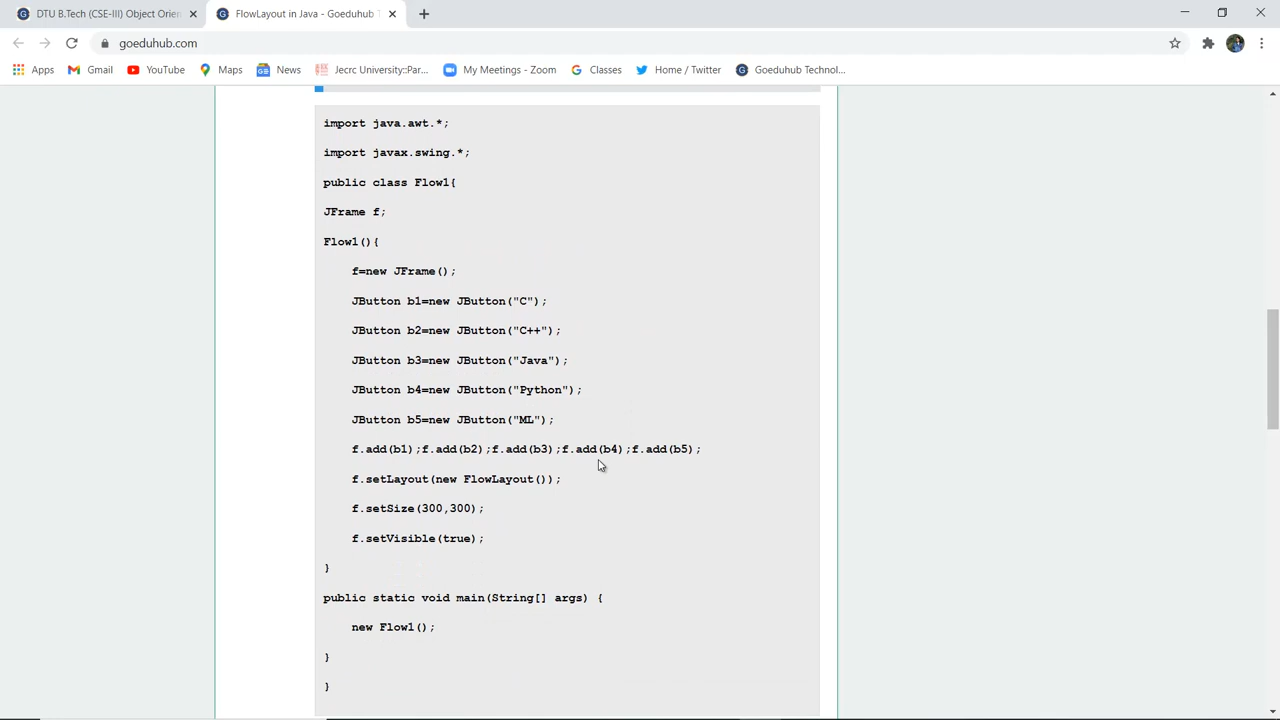 DTU B.Tech (CSE-III) Object Orien
FlowLayout in Java - Goeduhub T
goeduhub.com
Apps
Gmail
YouTube
Maps
News
Jecrc University::Par...
My Meetings - Zoom
Classes
Home / Twitter
Goeduhub Technol...
import java.awt.*;
import javax.swing.*;
public class Flow1{
JFrame f;
Flow1(){
f=new JFrame();
JButton b1=new JButton("C");
JButton b2=new JButton("C++");
JButton b3=new JButton("Java");
JButton b4=new JButton("Python");
JButton b5=new JButton("ML");
f.add(b1);f.add(b2);f.add(b3);f.add(b4);f.add(b5);
f.setLayout(new FlowLayout());
f.setSize(300,300);
f.setVisible(true);
}
public static void main(String[] args) {
new Flow1();
}
}